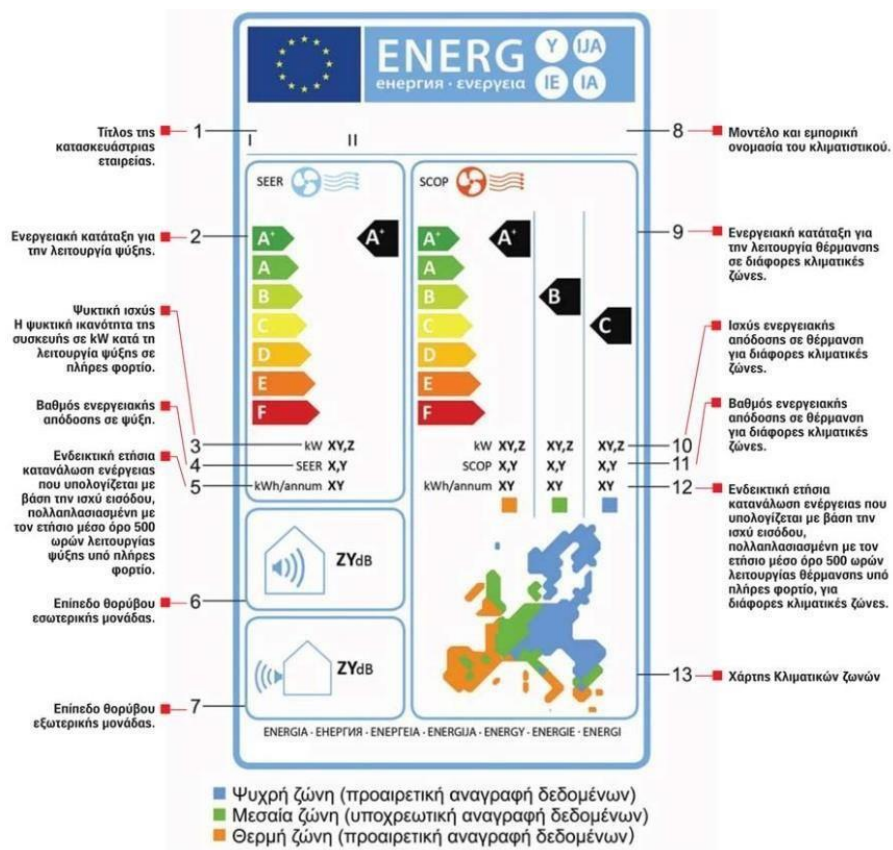 ENERG
Y IJA
IE IA
енергия · ενεργεια
Τίτλος της
κατασκευάστριας
εταιρείας.
1
I II
8
Μοντέλο και εμπορική
ονομασία του κλιματιστικού.
SEER
SCOP
Ενεργειακή κατάταξη για
την λειτουργία ψύξης.
2
A+
A
B
C
D
E
F
A+
A+
A
B
C
D
E
F
A+
B
C
9
Ενεργειακή κατάταξη για
την λειτουργία θέρμανσης
σε διάφορες κλιματικές
ζώνες.
Ψυκτική ισχύς
Η ψυκτική ικανότητα της
συσκευής σε kW κατά τη
λειτουργία ψύξης σε
πλήρες φορτίο.
Ισχύς ενεργειακής
απόδοσης σε θέρμανση
για διάφορες κλιματικές
ζώνες.
Βαθμός ενεργειακής
απόδοσης σε ψύξη.
Βαθμός ενεργειακής
απόδοσης σε θέρμανση
για διάφορες κλιματικές
ζώνες.
3 kW XY,Z
4 SEER X,Y
5 kWh/annum XY
kW XY,Z XY,Z XY,Z 10
SCOP X,Y X,Y X,Y 11
kWh/annum XY XY XY 12
Ενδεικτική ετήσια
κατανάλωση ενέργειας
που υπολογίζεται με
βάση την ισχύ εισόδου,
πολλαπλασιασμένη με
τον ετήσιο μέσο όρο 500
ωρών λειτουργίας
ψύξης υπό πλήρες
φορτίο.
Ενδεικτική ετήσια
κατανάλωση ενέργειας που
υπολογίζεται με βάση την
ισχύ εισόδου,
πολλαπλασιασμένη με τον
ετήσιο μέσο όρο 500 ωρών
λειτουργίας θέρμανσης υπό
πλήρες φορτίο, για
διάφορες κλιματικές ζώνες.
ZYdB
Επίπεδο θορύβου
εσωτερικής μονάδας.
6
ZYdB
Επίπεδο θορύβου
εξωτερικής μονάδας.
7
13
Χάρτης Κλιματικών ζωνών
ENERGIA · ЕНЕРГИЯ · ΕΝΕΡΓΕΙΑ · ENERGIJA · ENERGY · ENERGIE · ENERGI
Ψυχρή ζώνη (προαιρετική αναγραφή δεδομένων)
Μεσαία ζώνη (υποχρεωτική αναγραφή δεδομένων)
Θερμή ζώνη (προαιρετική αναγραφή δεδομένων)